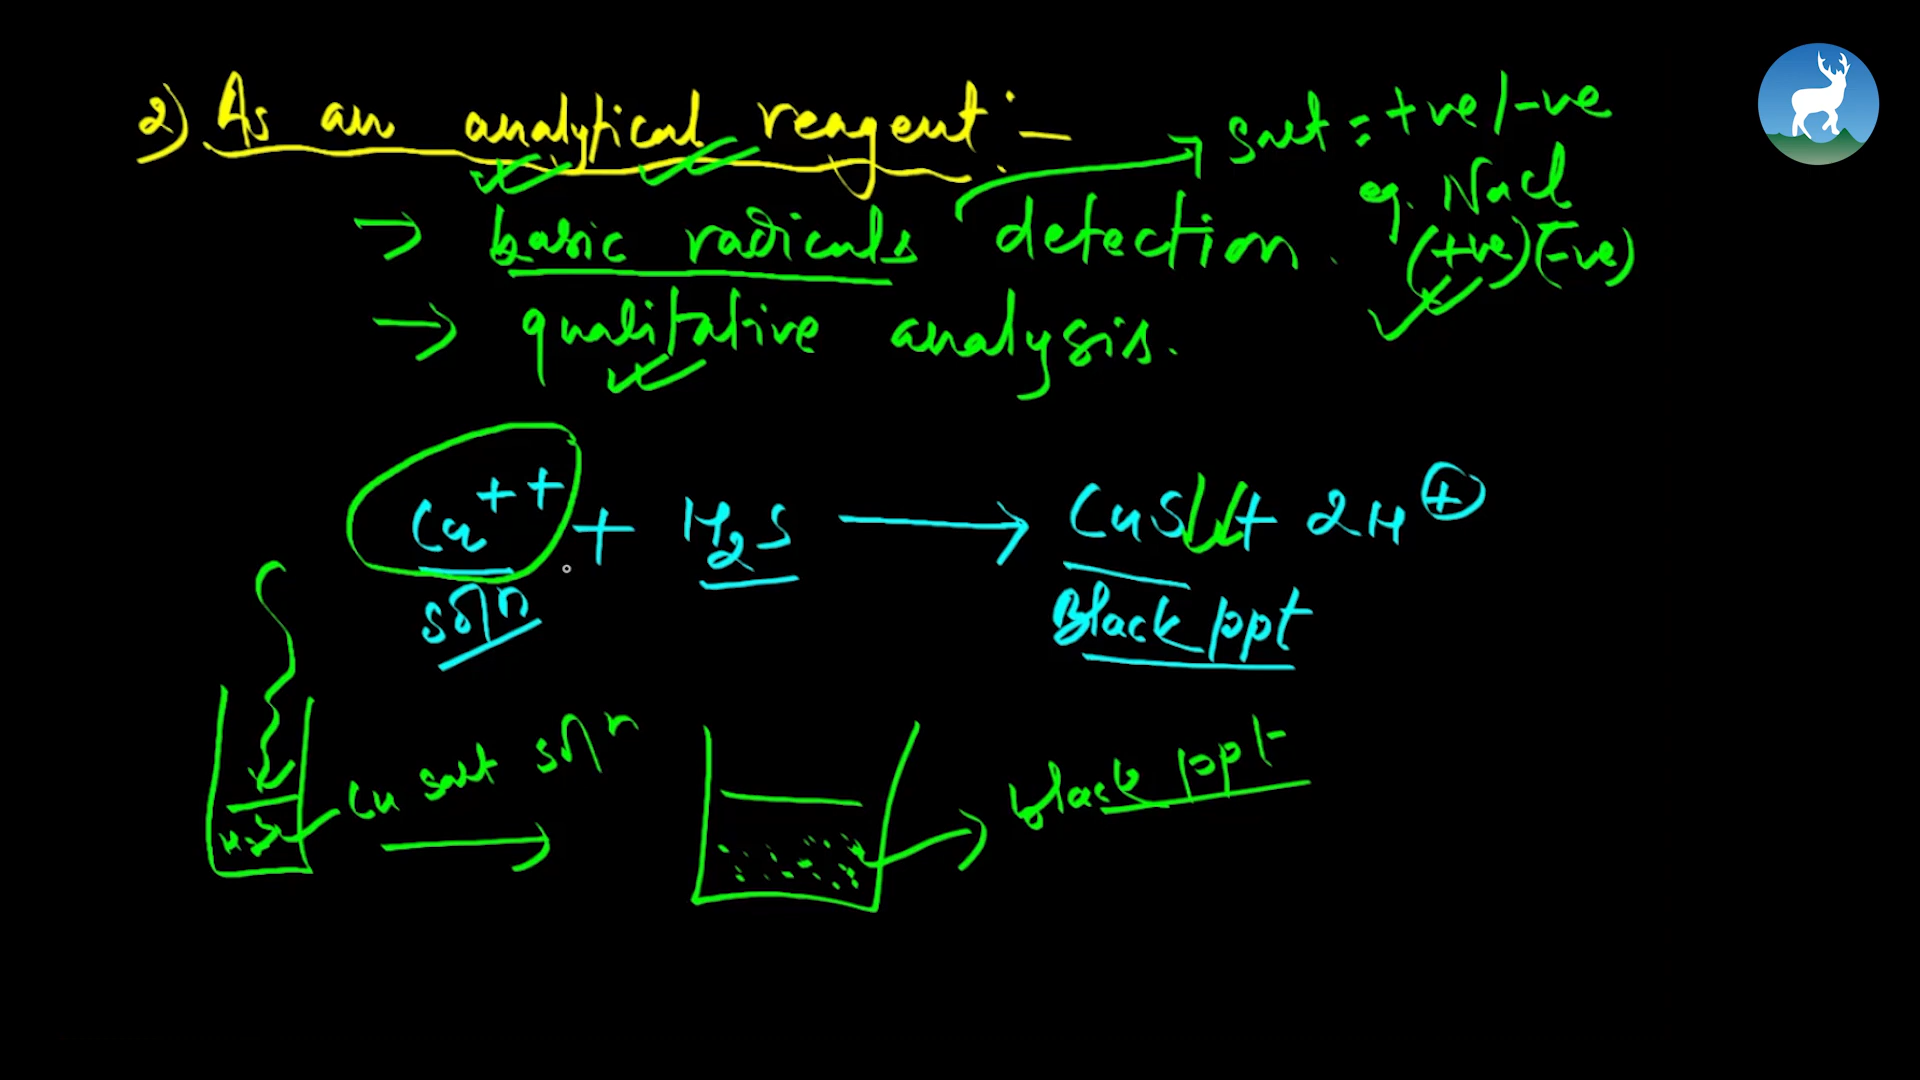 2) As an analytical reagent :-
Salt = +ve/-ve
eg. NaCl
(+ve)(-ve)
→ basic radicals detection.
→ qualitative analysis.
Cu⁺⁺ + H₂S → CuS↓ + 2H⁺
solⁿ
Black ppt
Cu salt solⁿ →
black ppt